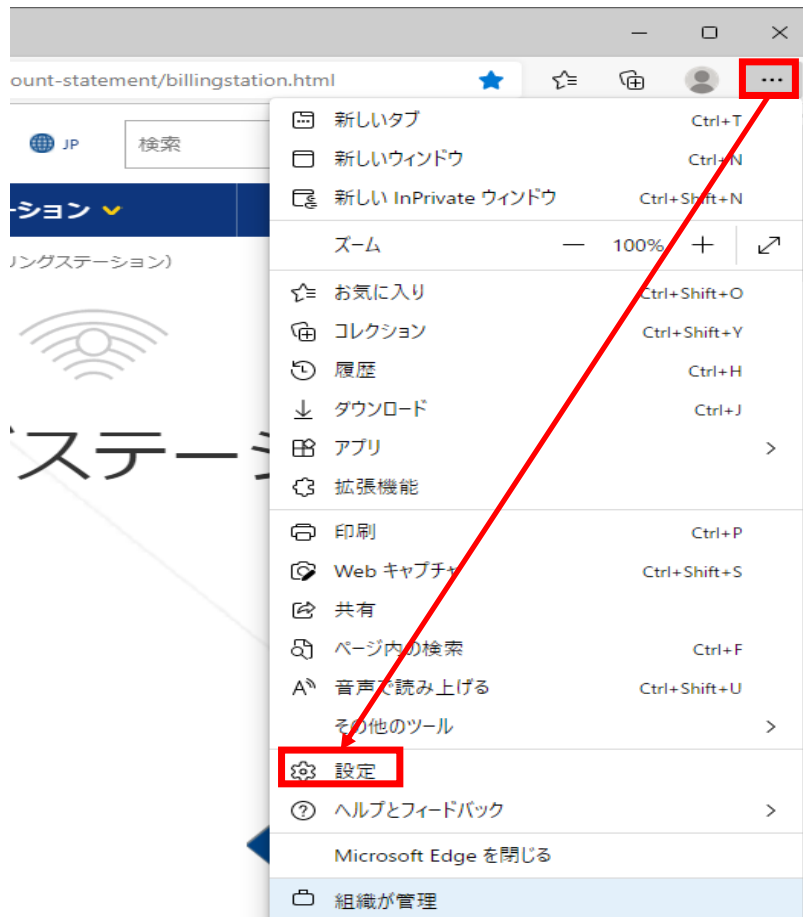 ount-statement/billingstation.html
JP
検索
ーション
リングステーション）
ステー
新しいタブ Ctrl+T
新しいウィンドウ Ctrl+N
新しい InPrivate ウィンドウ Ctrl+Shift+N
ズーム 100%
お気に入り Ctrl+Shift+O
コレクション Ctrl+Shift+Y
履歴 Ctrl+H
ダウンロード Ctrl+J
アプリ
拡張機能
印刷 Ctrl+P
Web キャプチャ Ctrl+Shift+S
共有
ページ内の検索 Ctrl+F
音声で読み上げる Ctrl+Shift+U
その他のツール
設定
ヘルプとフィードバック
Microsoft Edge を閉じる
組織が管理